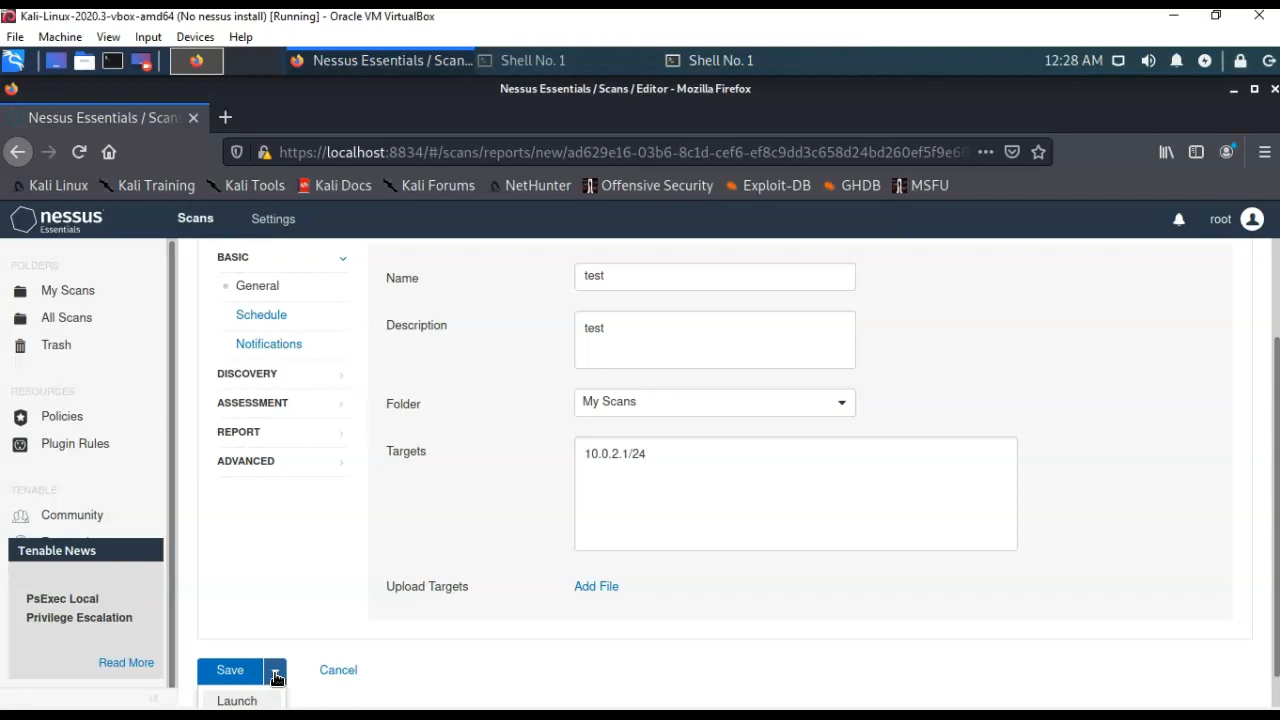 Kali-Linux-2020.3-vbox-amd64 (No nessus install) [Running] - Oracle VM VirtualBox
File Machine View Input Devices Help
Nessus Essentials / Scan... Shell No. 1 Shell No. 1 12:28 AM
Nessus Essentials / Scans / Editor - Mozilla Firefox
Nessus Essentials / Scan
https://localhost:8834/#/scans/reports/new/ad629e16-03b6-8c1d-cef6-ef8c9dd3c658d24bd260ef5f9e6
Kali Linux Kali Training Kali Tools Kali Docs Kali Forums NetHunter Offensive Security Exploit-DB GHDB MSFU
nessus
Essentials
Scans Settings root
FOLDERS
My Scans
All Scans
Trash
RESOURCES
Policies
Plugin Rules
TENABLE
Community
Tenable News
PsExec Local
Privilege Escalation
Read More
BASIC
General
Schedule
Notifications
DISCOVERY
ASSESSMENT
REPORT
ADVANCED
Name test
Description test
Folder My Scans
Targets 10.0.2.1/24
Upload Targets Add File
Save Cancel
Launch